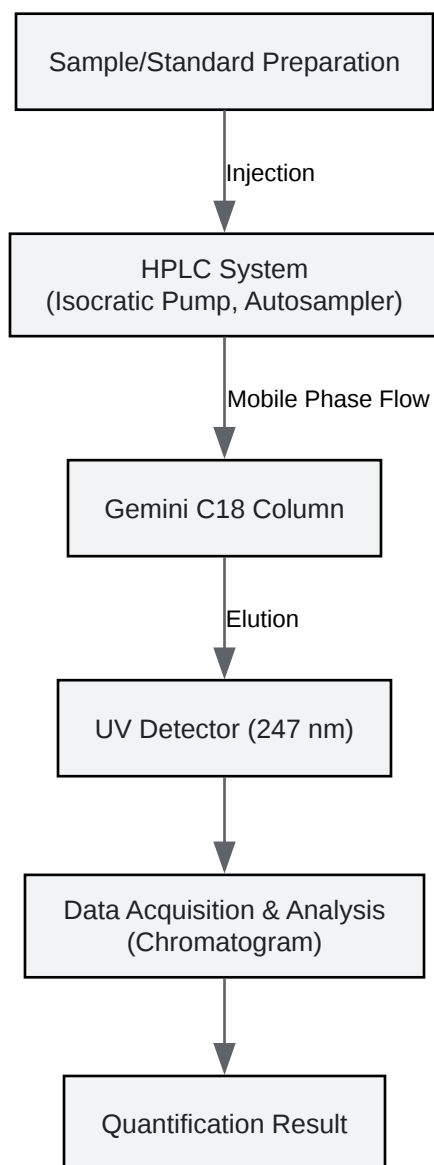 Sample/Standard Preparation
Injection
HPLC System
(Isocratic Pump, Autosampler)
Mobile Phase Flow
Gemini C18 Column
Elution
UV Detector (247 nm)
Data Acquisition & Analysis
(Chromatogram)
Quantification Result